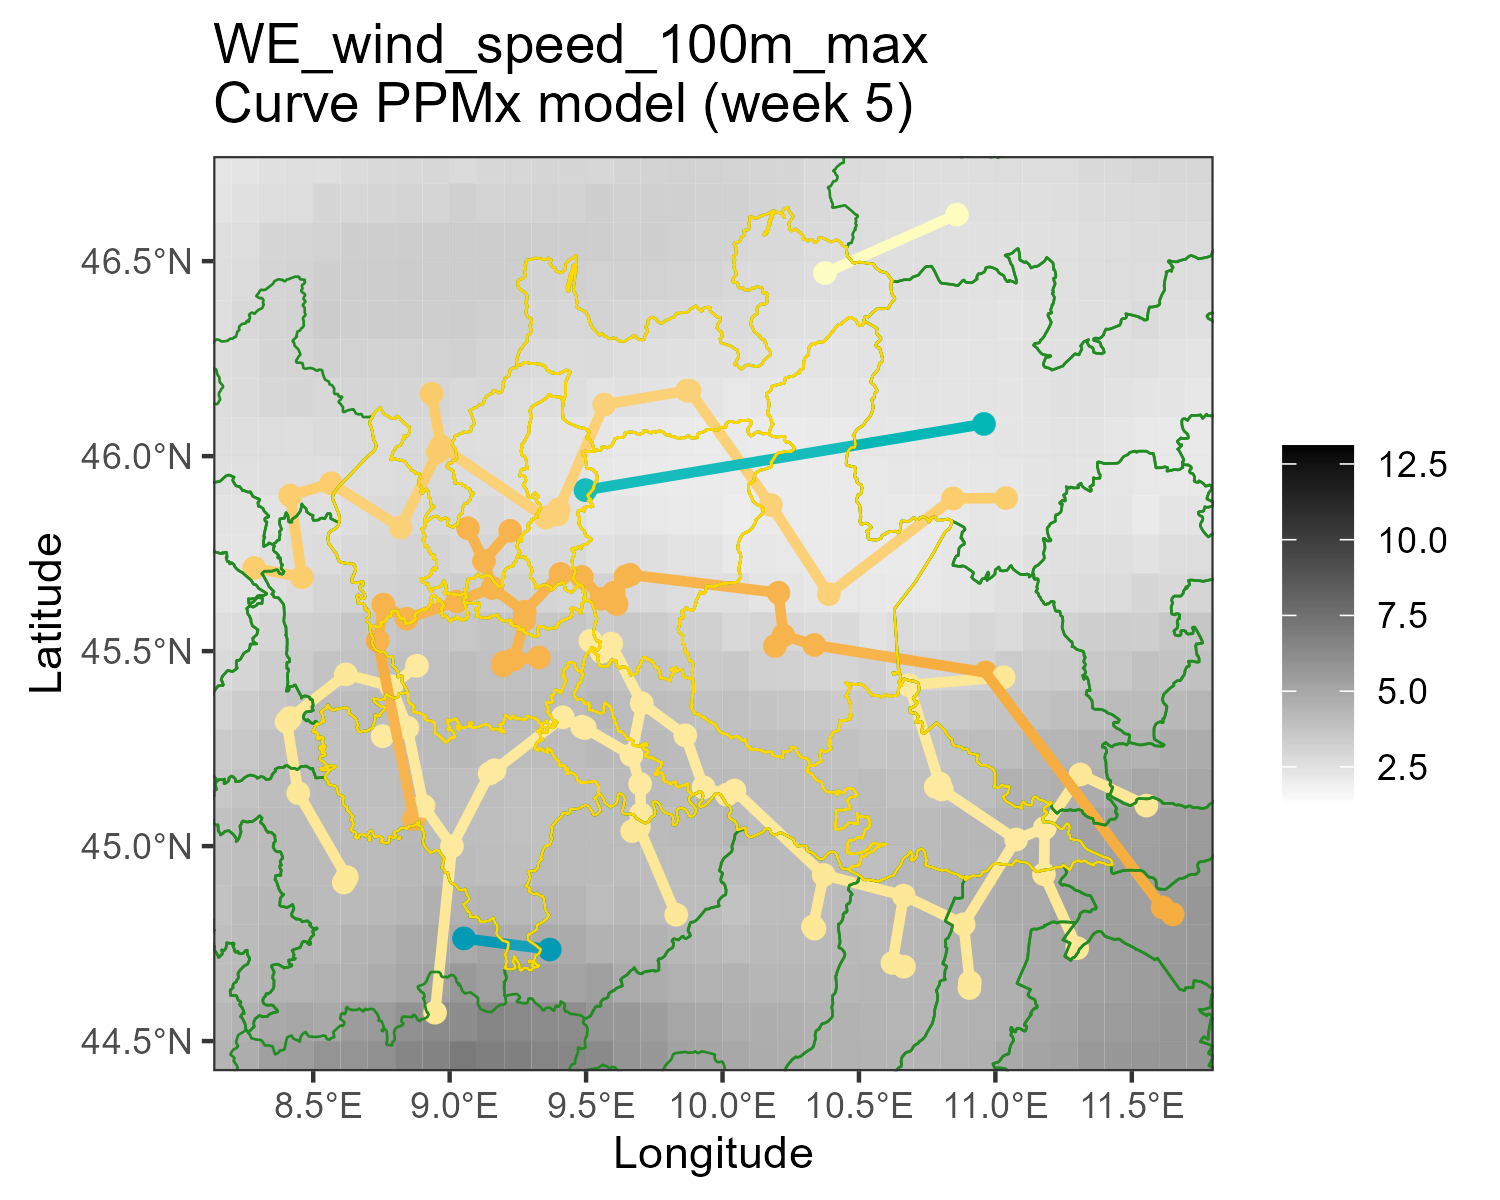 WE_wind_speed_100m_max
Curve PPMx model (week 5)
46.5°N
46.0°N
45.5°N
45.0°N
44.5°N
Latitude
8.5°E
9.0°E
9.5°E
10.0°E
10.5°E
11.0°E
11.5°E
Longitude
12.5
10.0
7.5
5.0
2.5